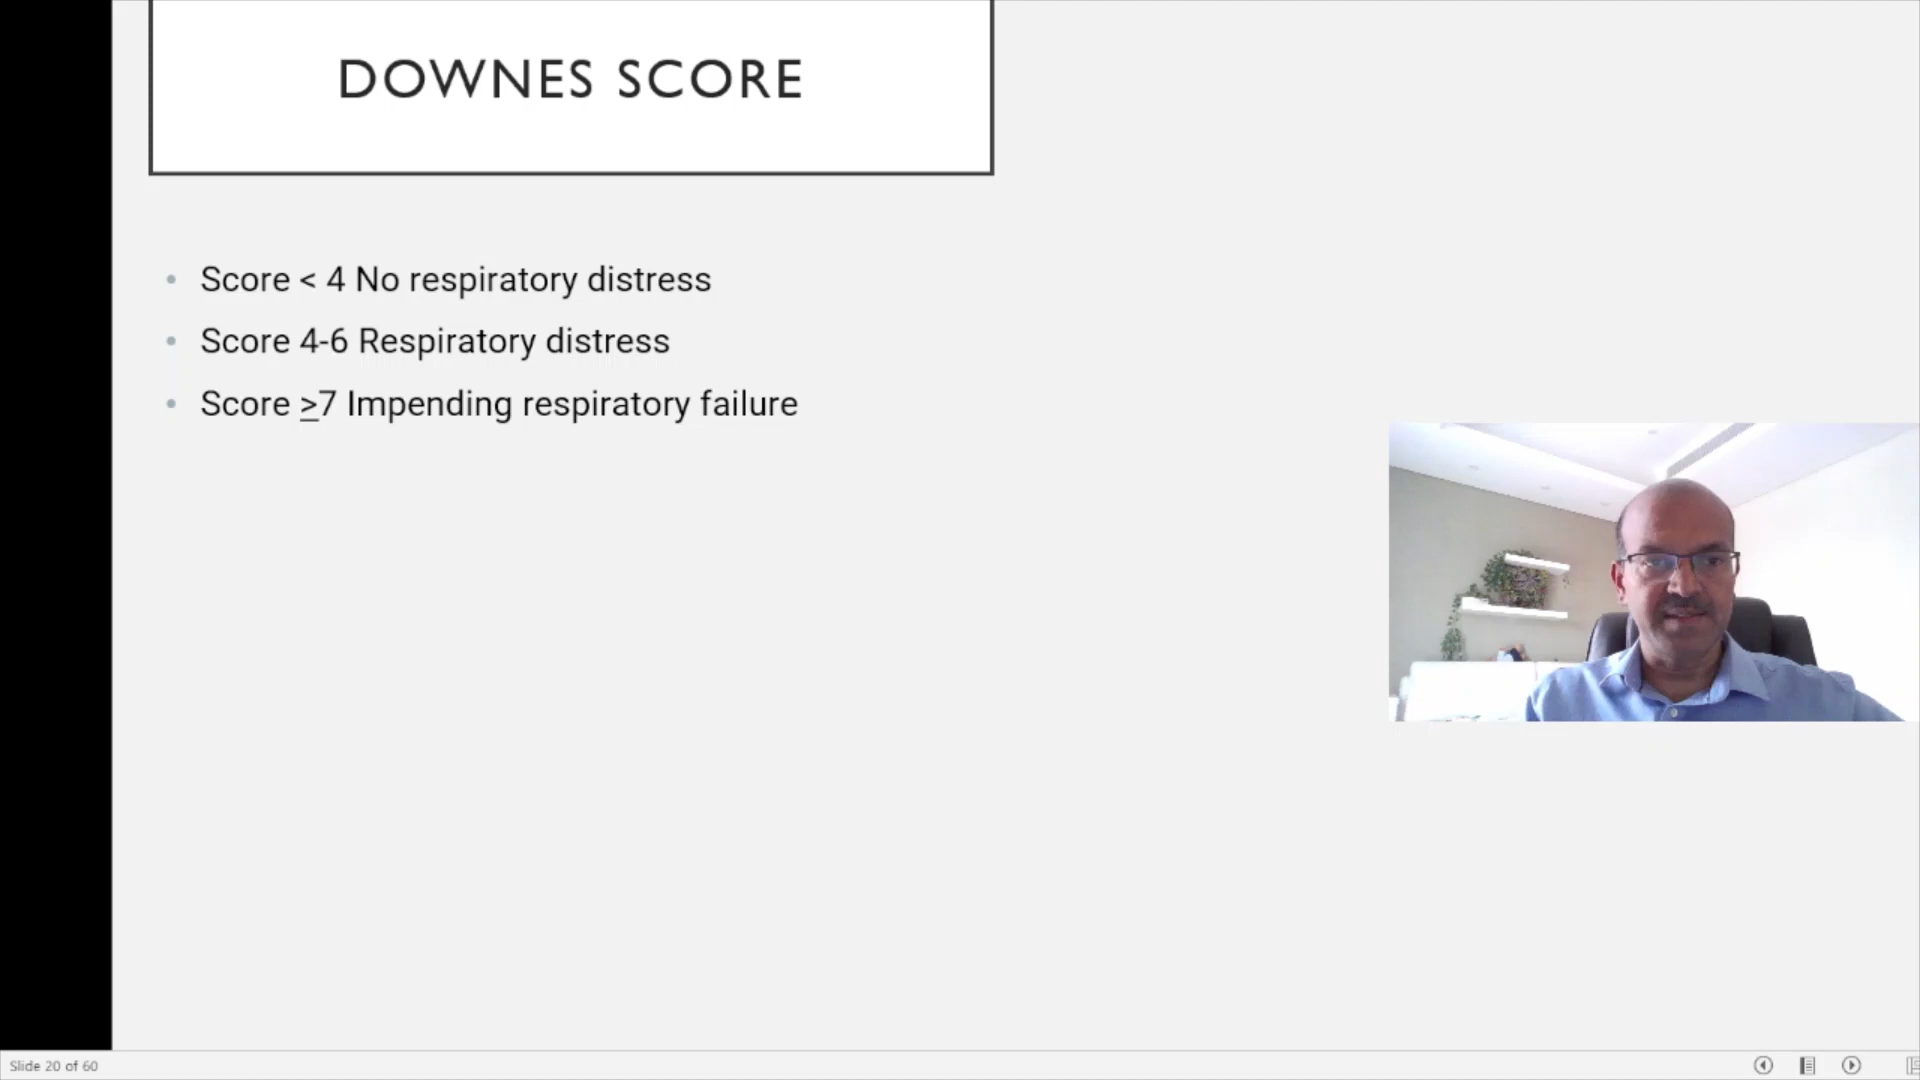 DOWNES SCORE
• Score < 4 No respiratory distress
• Score 4-6 Respiratory distress
• Score ≥7 Impending respiratory failure
Slide 20 of 60